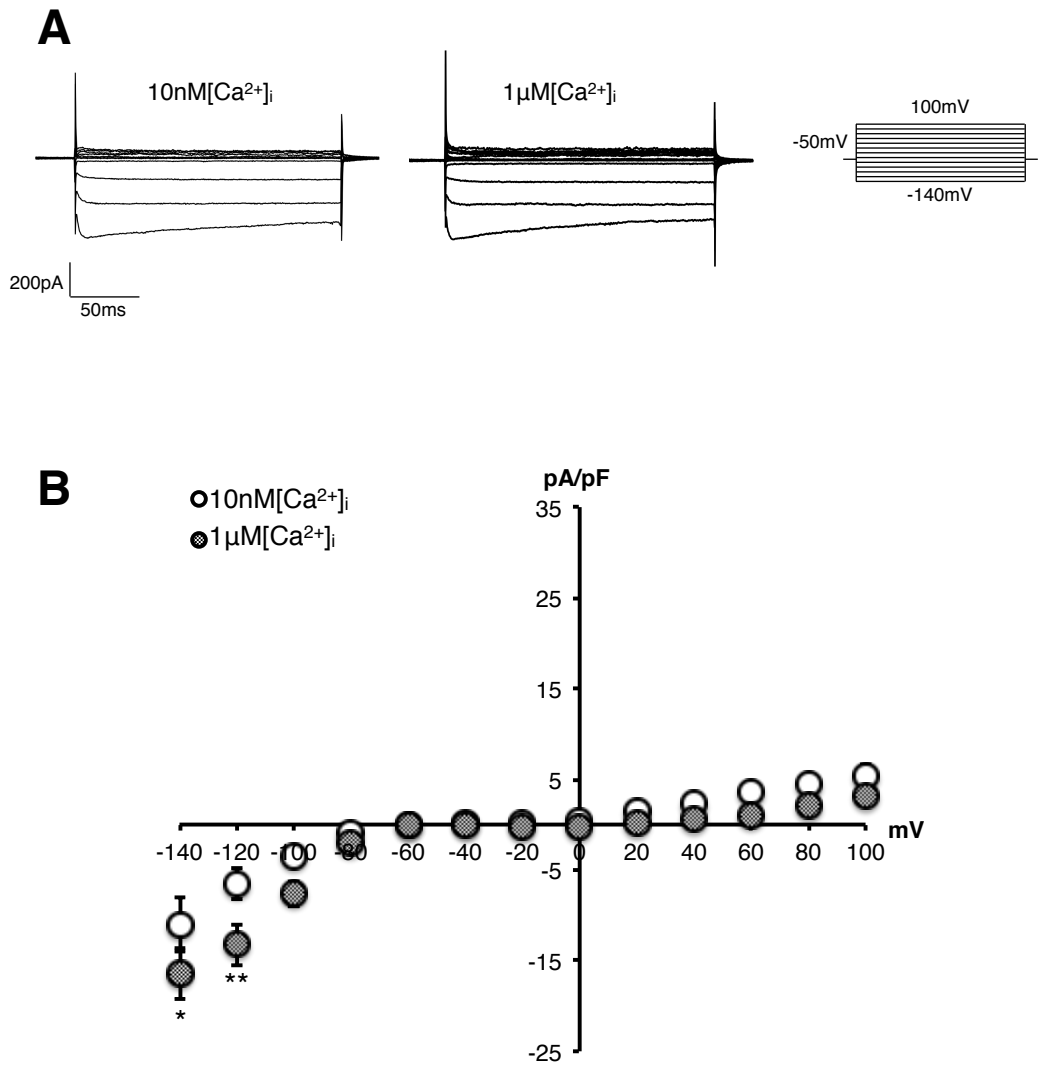 A
10nM[Ca²⁺]ᵢ
1µM[Ca²⁺]ᵢ
100mV
-50mV
-140mV
200pA
50ms
B
pA/pF
10nM[Ca²⁺]ᵢ
1µM[Ca²⁺]ᵢ
35
25
15
5
mV
-140 -120 -100 -80 -60 -40 -20 0 20 40 60 80 100
-5
-15
**
*
-25